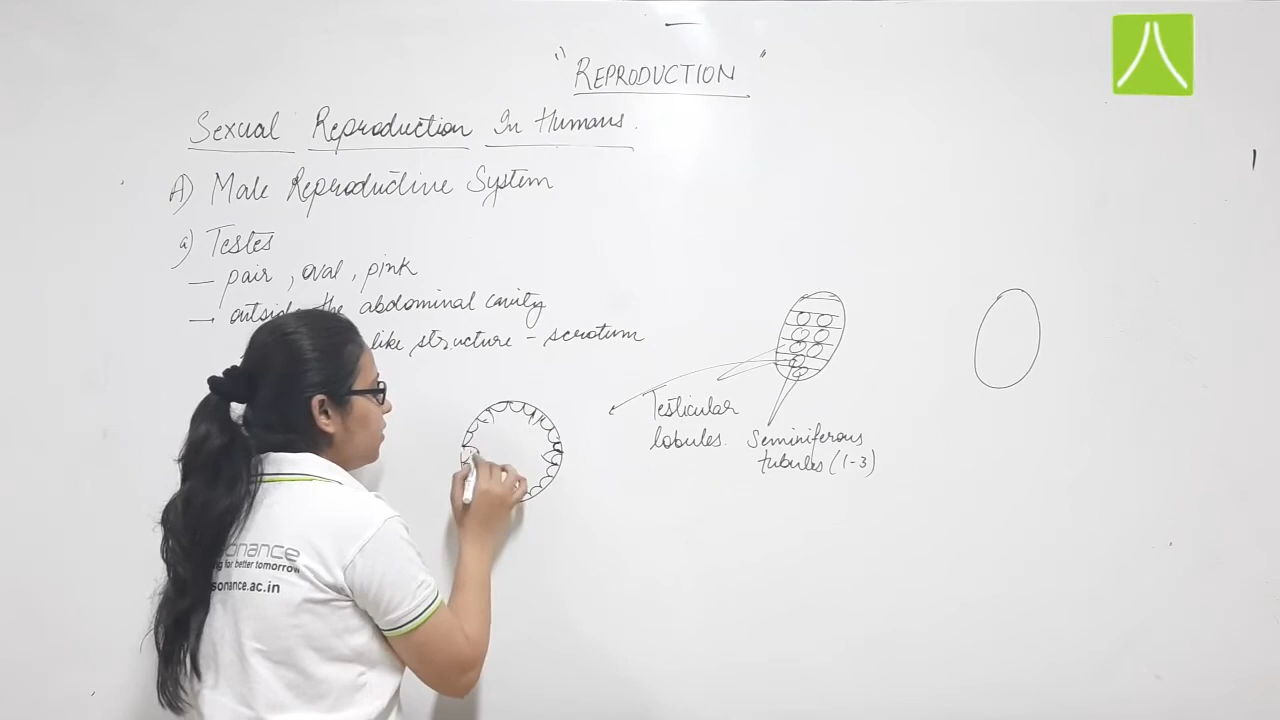 " REPRODUCTION "
Sexual Reproduction In Humans.
A) Male Reproductive System
a) Testes
— pair, oval, pink
— outside the abdominal cavity
like structure - scrotum
Testicular
lobules.
Seminiferous
tubules (1-3)
sonance
for better tomorrow
sonance.ac.in